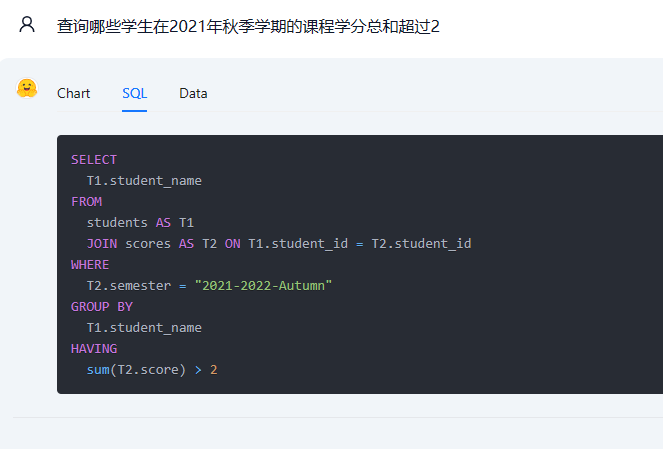 查询哪些学生在2021年秋季学期的课程学分总和超过2
Chart SQL Data
SELECT
T1.student_name
FROM
students AS T1
JOIN scores AS T2 ON T1.student_id = T2.student_id
WHERE
T2.semester = "2021-2022-Autumn"
GROUP BY
T1.student_name
HAVING
sum(T2.score) > 2